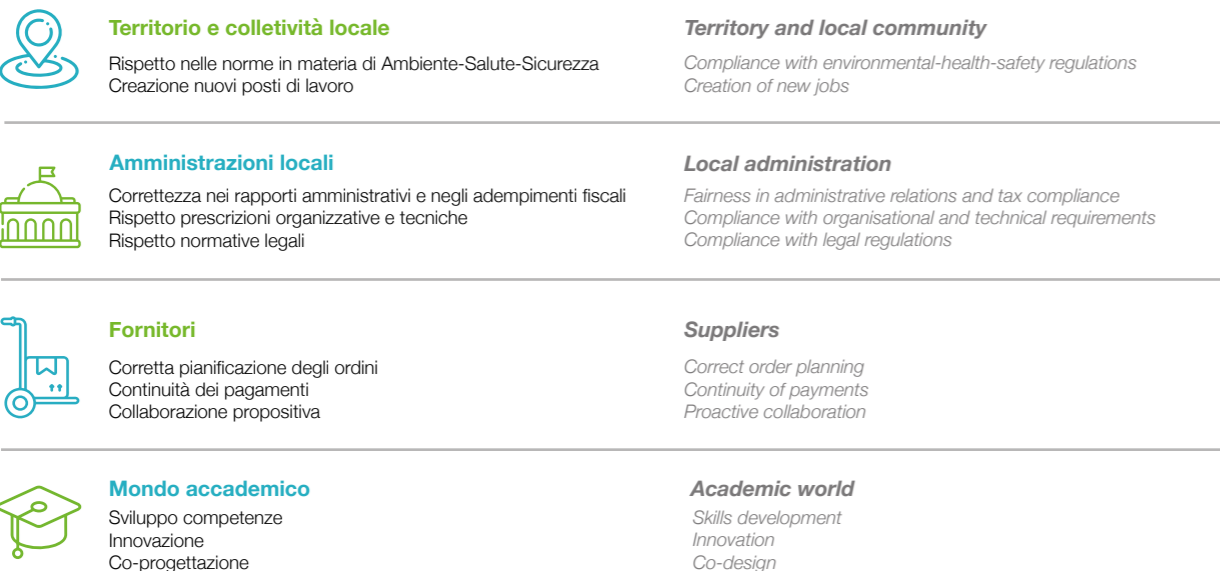 Territorio e colletività locale
Rispetto nelle norme in materia di Ambiente-Salute-Sicurezza
Creazione nuovi posti di lavoro
Territory and local community
Compliance with environmental-health-safety regulations
Creation of new jobs
Amministrazioni locali
Correttezza nei rapporti amministrativi e negli adempimenti fiscali
Rispetto prescrizioni organizzative e tecniche
Rispetto normative legali
Local administration
Fairness in administrative relations and tax compliance
Compliance with organisational and technical requirements
Compliance with legal regulations
Fornitori
Corretta pianificazione degli ordini
Continuità dei pagamenti
Collaborazione propositiva
Suppliers
Correct order planning
Continuity of payments
Proactive collaboration
Mondo accademico
Sviluppo competenze
Innovazione
Co-progettazione
Academic world
Skills development
Innovation
Co-design